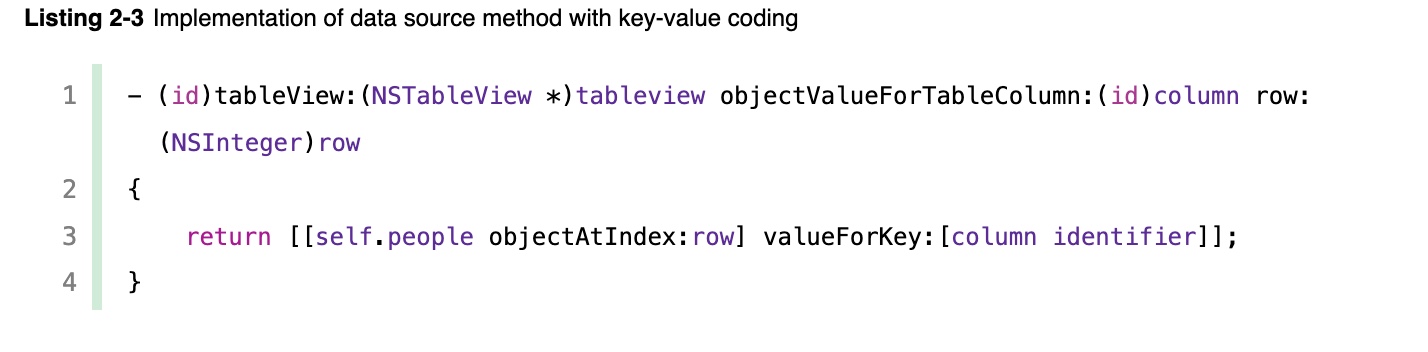 Listing 2-3 Implementation of data source method with key-value coding
1 - (id)tableView:(NSTableView *)tableview objectValueForTableColumn:(id)column row:
(NSInteger)row
2 {
3 return [[self.people objectAtIndex:row] valueForKey:[column identifier]];
4 }